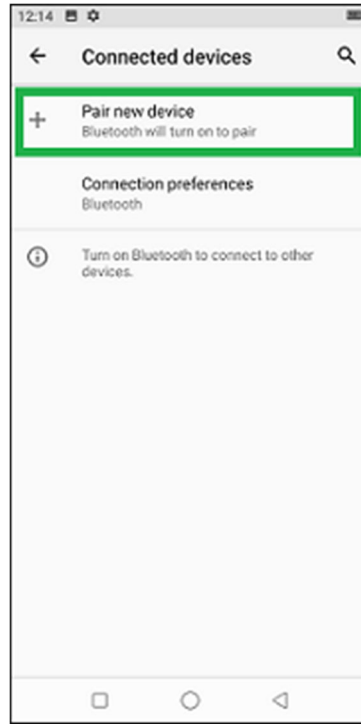 12:14
Connected devices
Pair new device
Bluetooth will turn on to pair
Connection preferences
Bluetooth
Turn on Bluetooth to connect to other
devices.